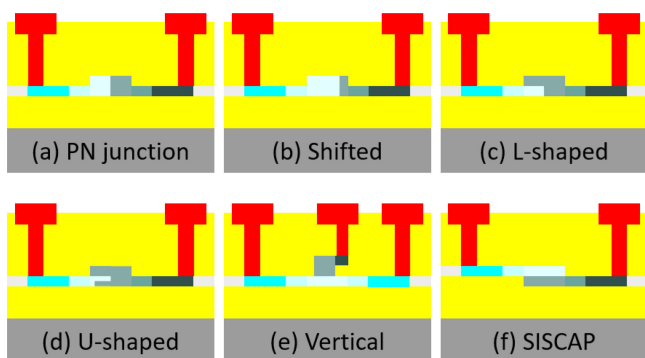 (a) PN junction
(b) Shifted
(c) L-shaped
(d) U-shaped
(e) Vertical
(f) SISCAP